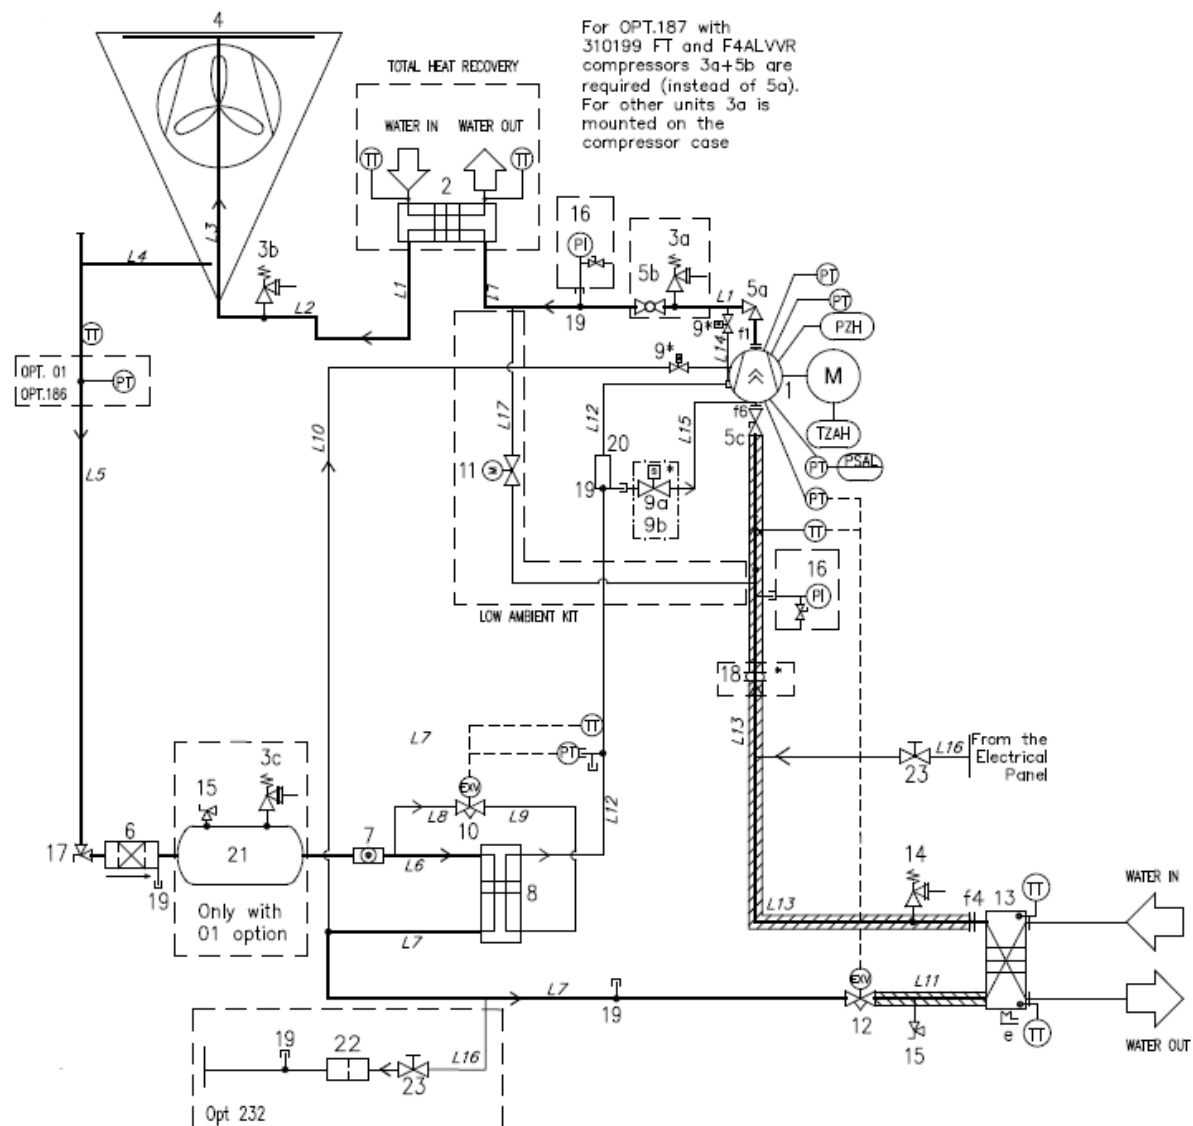 4
For OPT.187 with
310199 FT and F4ALVVR
compressors 3a+5b are
required (instead of 5a).
For other units 3a is
mounted on the
compressor case
TOTAL HEAT RECOVERY
WATER IN
WATER OUT
TT
TT
2
16
PI
3a
5b
5a
L3
L4
3b
L2
L1
L1
19
L1
9*
L14
f1
PT
PT
PZH
M
1
TZAH
PT
PSAL
PT
TT
OPT. 01
OPT.186
PT
L5
L10
L17
9*
L12
L15
f6
5c
20
11
M
19
S
*
9a
9b
TT
16
PI
LOW AMBIENT KIT
18
*
L13
L7
TT
PT
L16
23
From the
Electrical
Panel
15
3c
EXV
L8
L9
10
L12
17
6
21
7
L6
8
19
Only with
01 option
L7
14
L13
f4
13
TT
WATER IN
L7
19
EXV
12
L11
15
e
TT
WATER OUT
19
22
L16
23
Opt 232